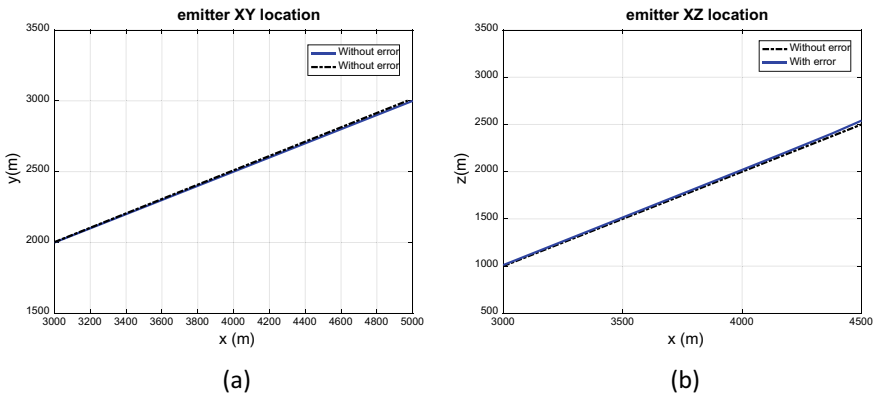 emitter XY location
3500
3000
2500
2000
1500
y(m)
Without error
Without error
3000 3200 3400 3600 3800 4000 4200 4400 4600 4800 5000
x (m)
(a)
emitter XZ location
3500
3000
2500
2000
1500
1000
500
z(m)
Without error
With error
3000 3500 4000 4500
x (m)
(b)